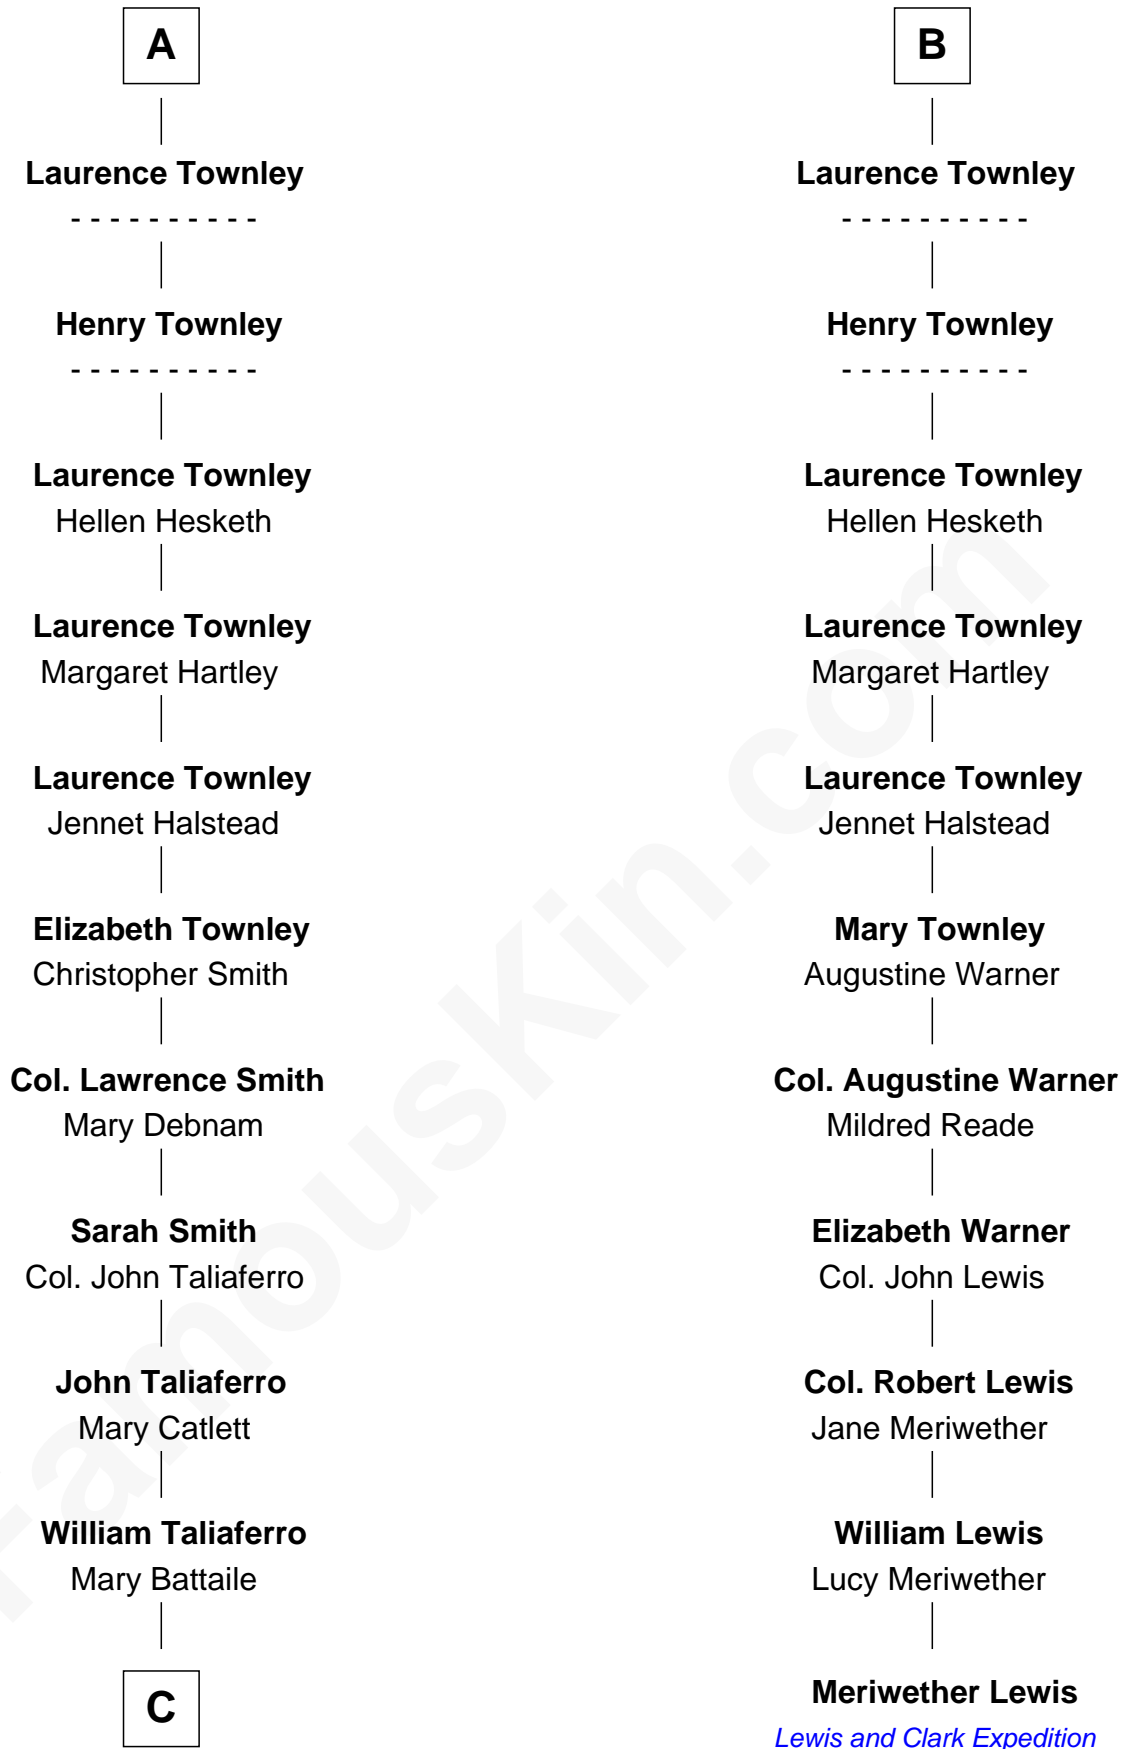 A
Laurence Townley
- - - - - - - - - -
Henry Townley
- - - - - - - - - -
Laurence Townley
Hellen Hesketh
Laurence Townley
Margaret Hartley
Laurence Townley
Jennet Halstead
Elizabeth Townley
Christopher Smith
Col. Lawrence Smith
Mary Debnam
Sarah Smith
Col. John Taliaferro
John Taliaferro
Mary Catlett
William Taliaferro
Mary Battaile
C
B
Laurence Townley
- - - - - - - - - -
Henry Townley
- - - - - - - - - -
Laurence Townley
Hellen Hesketh
Laurence Townley
Margaret Hartley
Laurence Townley
Jennet Halstead
Mary Townley
Augustine Warner
Col. Augustine Warner
Mildred Reade
Elizabeth Warner
Col. John Lewis
Col. Robert Lewis
Jane Meriwether
William Lewis
Lucy Meriwether
Meriwether Lewis
Lewis and Clark Expedition
FamousKin.com